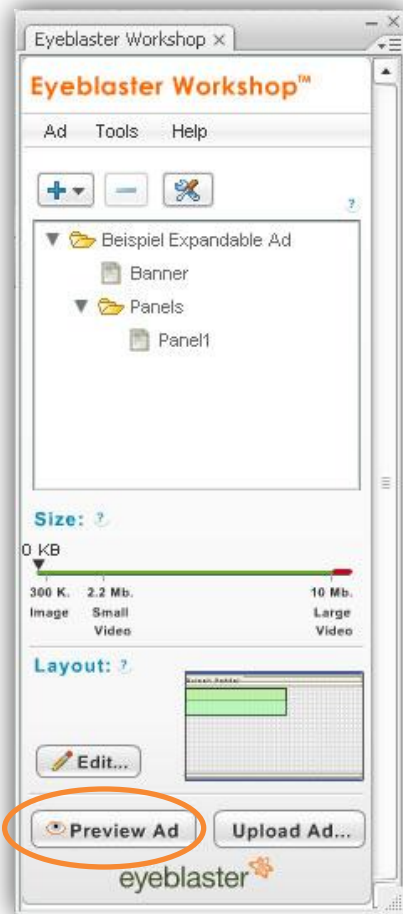 Eyeblaster Workshop ×
Eyeblaster Workshop™
Ad Tools Help
?
Beispiel Expandable Ad
Banner
Panels
Panel1
Size: ?
0 KB
300 K. 2.2 Mb. 10 Mb.
Image Small Large
Video Video
Layout: ?
Edit...
Preview Ad Upload Ad...
eyeblaster